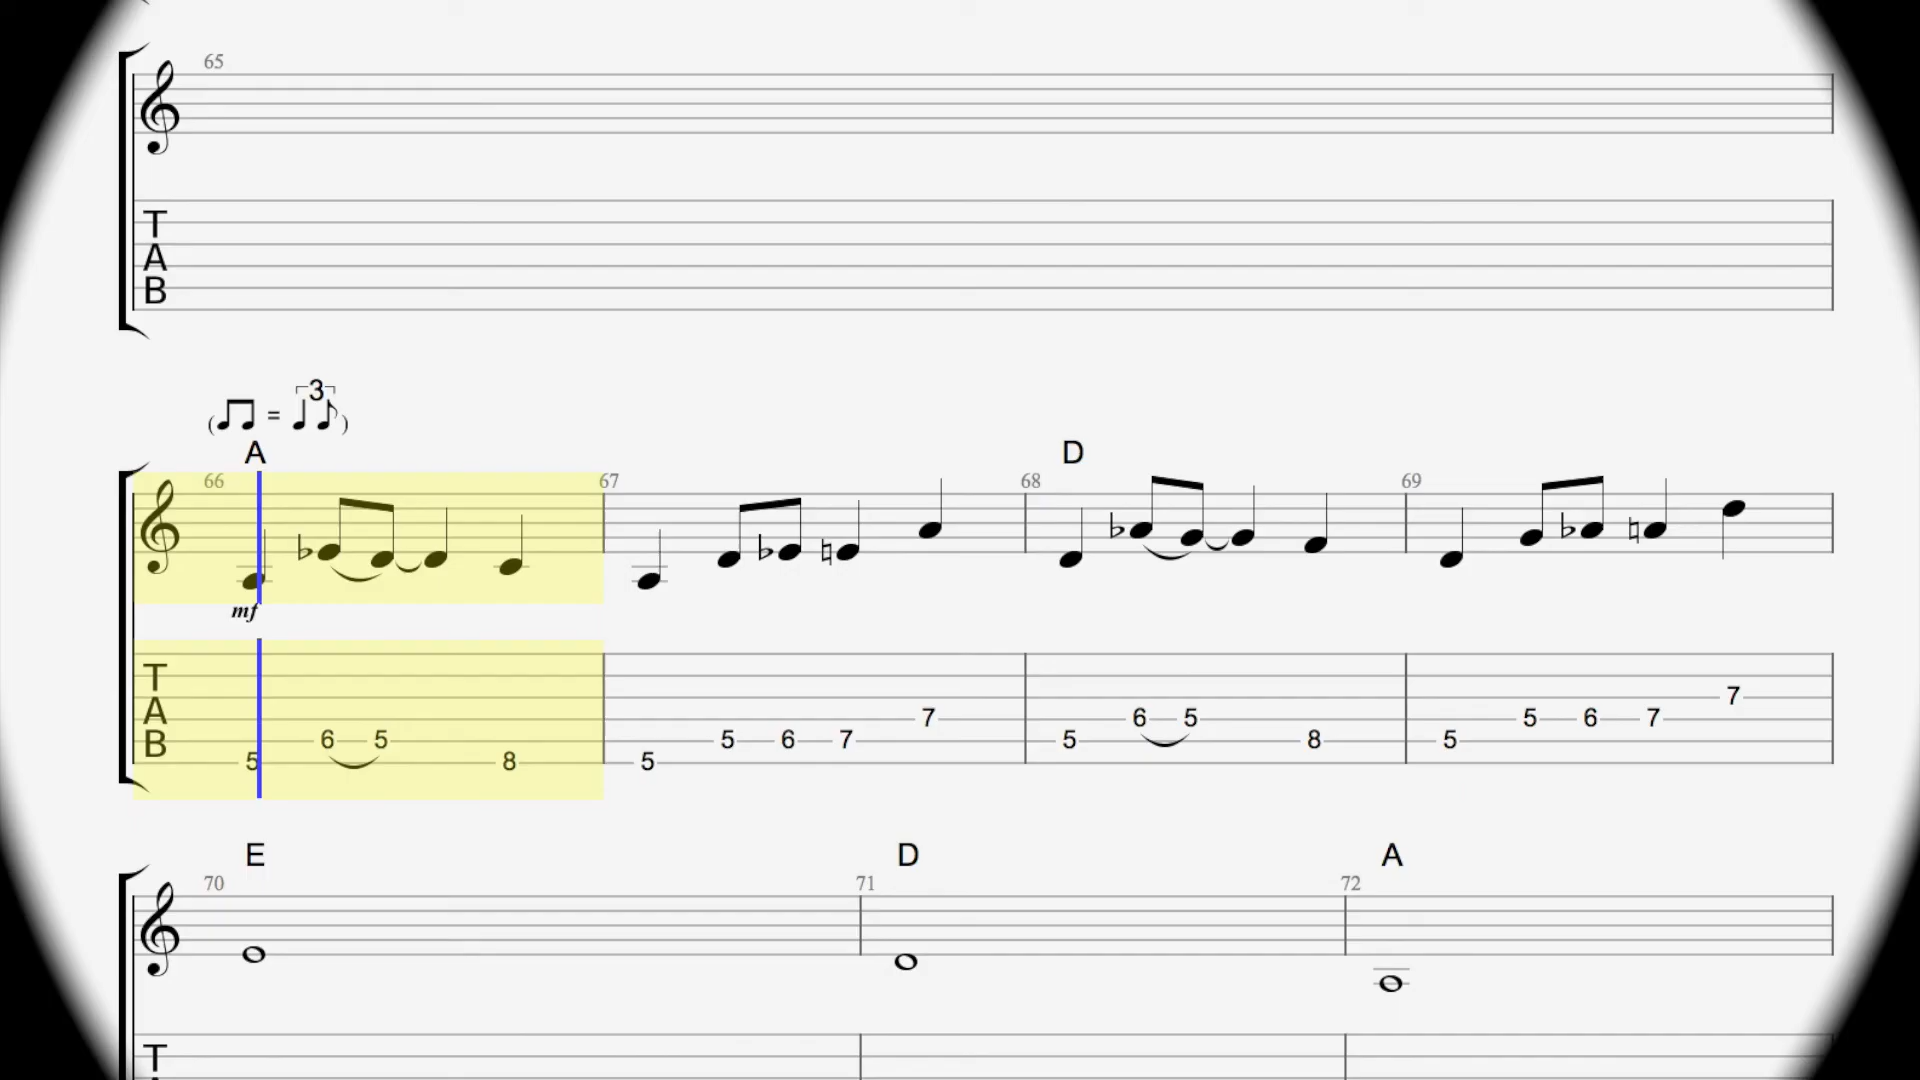 65
T
A
B
3
( = )
A D
66 67 68 69
mf
T
A
B
7
7 6 5 5 6 7
6 5 5 6 7 5 8 5
5 8 5
E D A
70 71 72
T